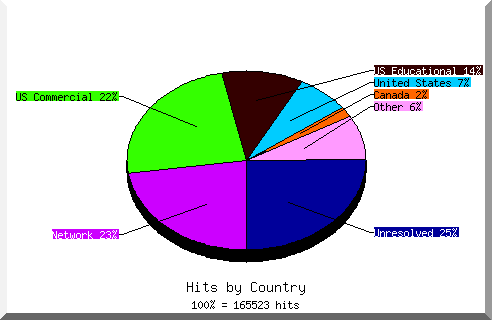 US Educational 14%
United States 7%
US Commercial 22%
Canada 2%
Other 6%
Network 23%
Unresolved 25%
Hits by Country
100% = 165523 hits